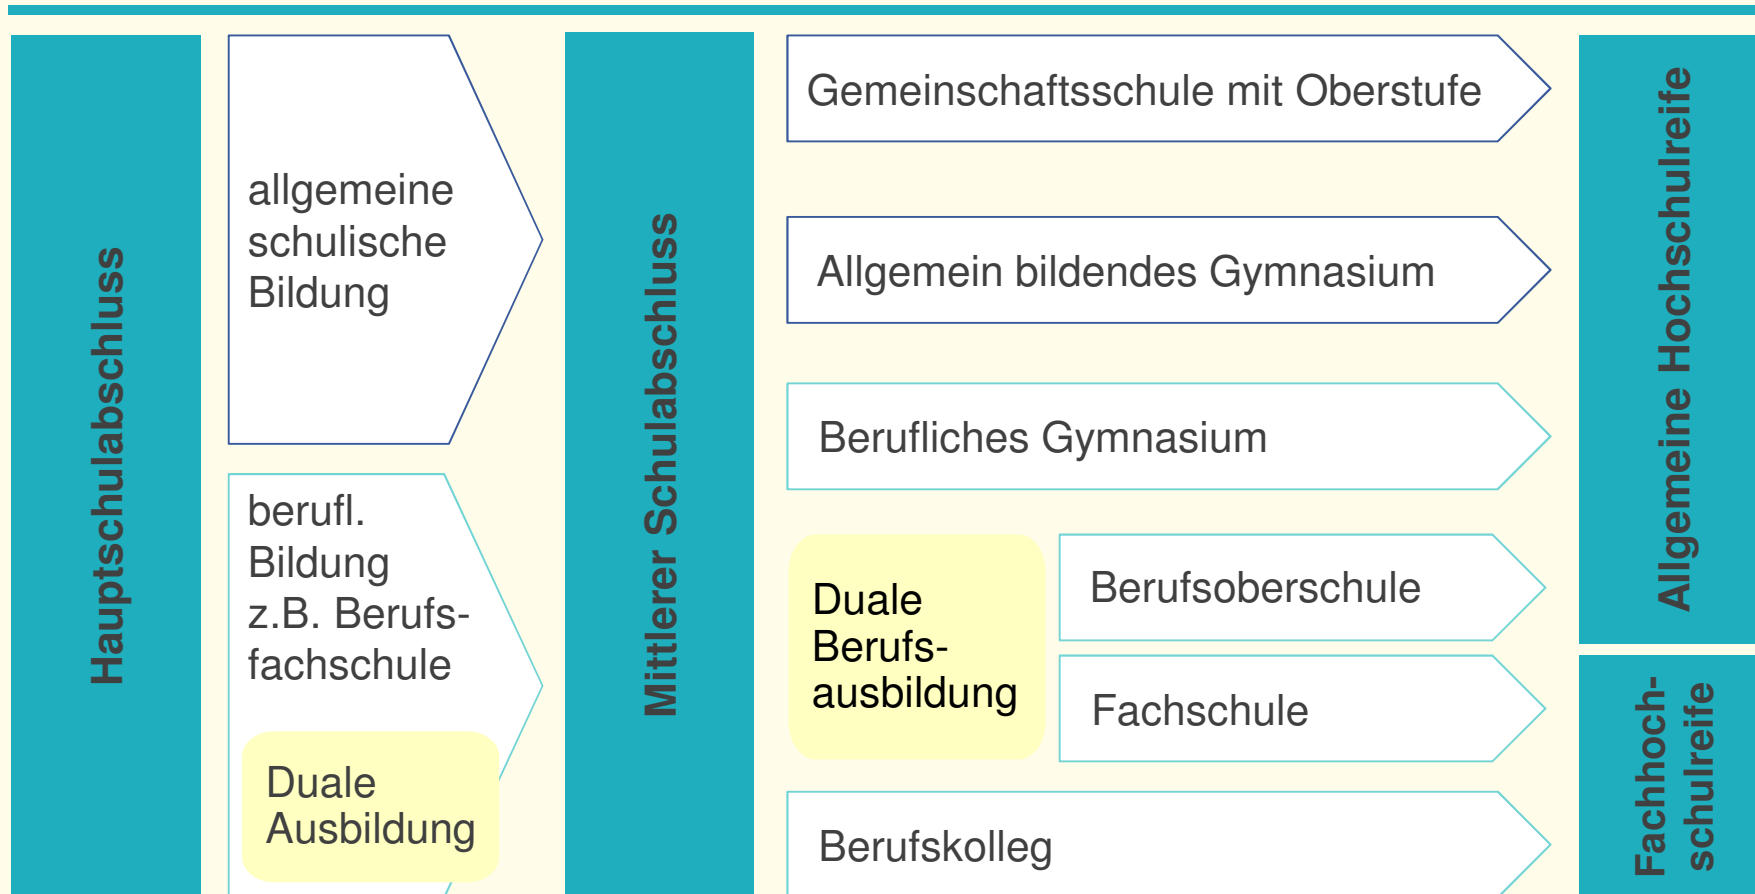 Hauptschulabschluss
allgemeine
schulische
Bildung
berufl.
Bildung
z.B. Berufs-
fachschule
Duale
Ausbildung
Mittlerer Schulabschluss
Gemeinschaftsschule mit Oberstufe
Allgemein bildendes Gymnasium
Berufliches Gymnasium
Duale
Berufs-
ausbildung
Berufsoberschule
Fachschule
Berufskolleg
Allgemeine Hochschulreife
Fachhoch-
schulreife